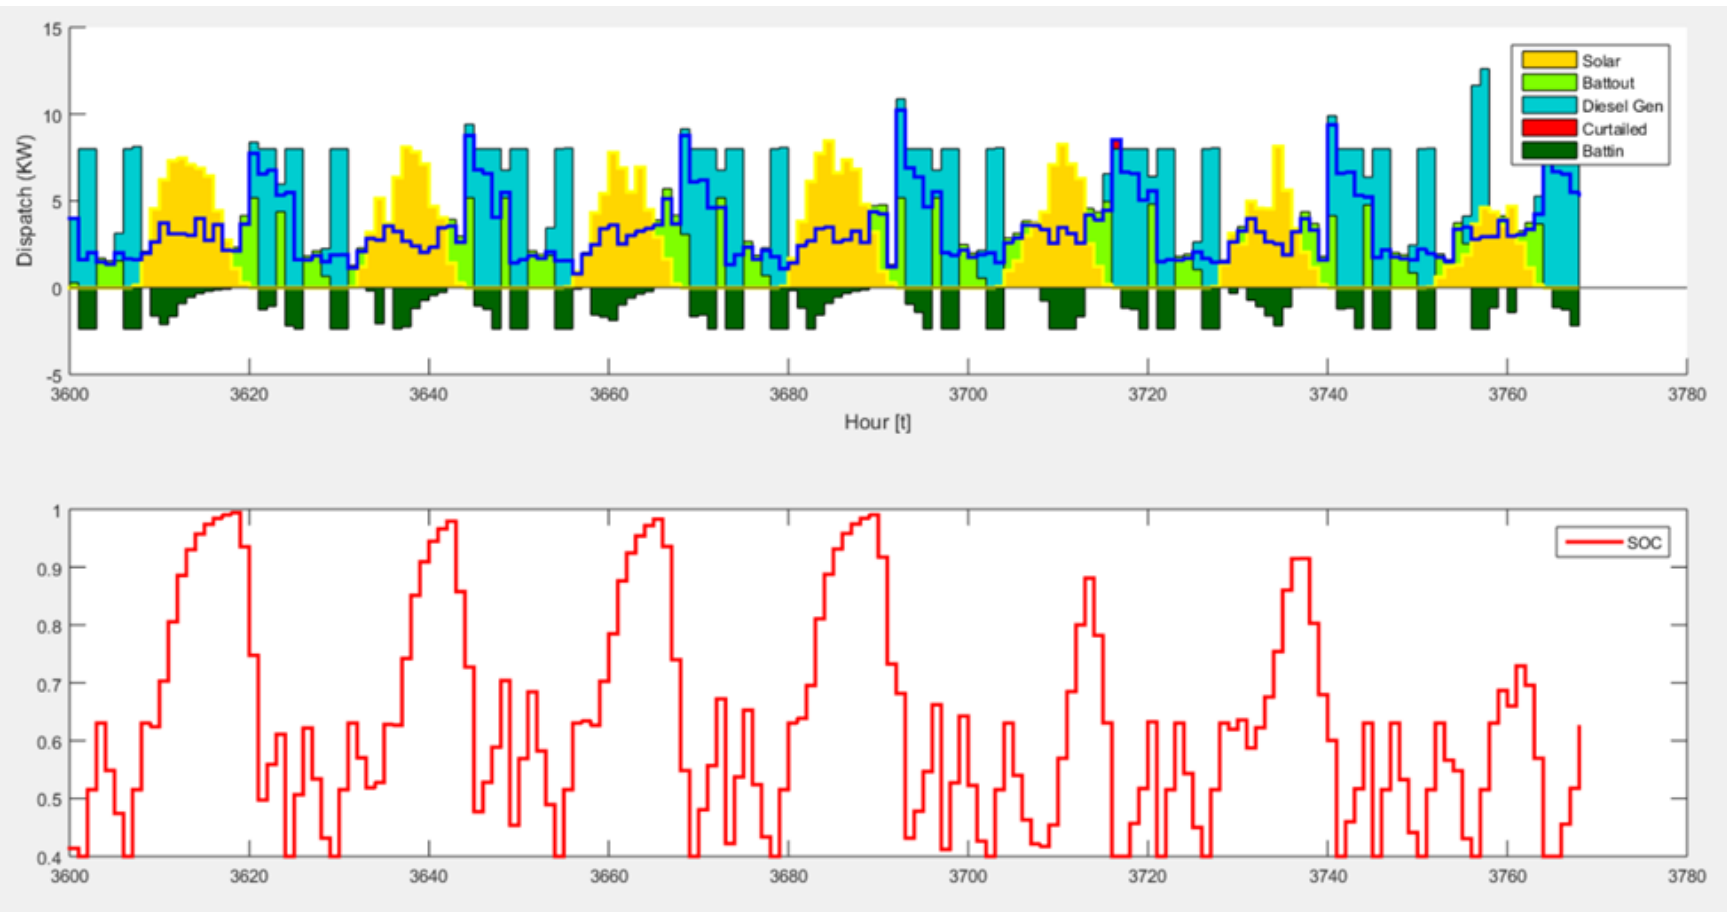 15
10
5
0
-5
Dispatch (KW)
Solar
Battout
Diesel Gen
Curtailed
Battin
3600 3620 3640 3660 3680 3700 3720 3740 3760 3780
Hour [t]
1
0.9
0.8
0.7
0.6
0.5
0.4
SOC
3600 3620 3640 3660 3680 3700 3720 3740 3760 3780